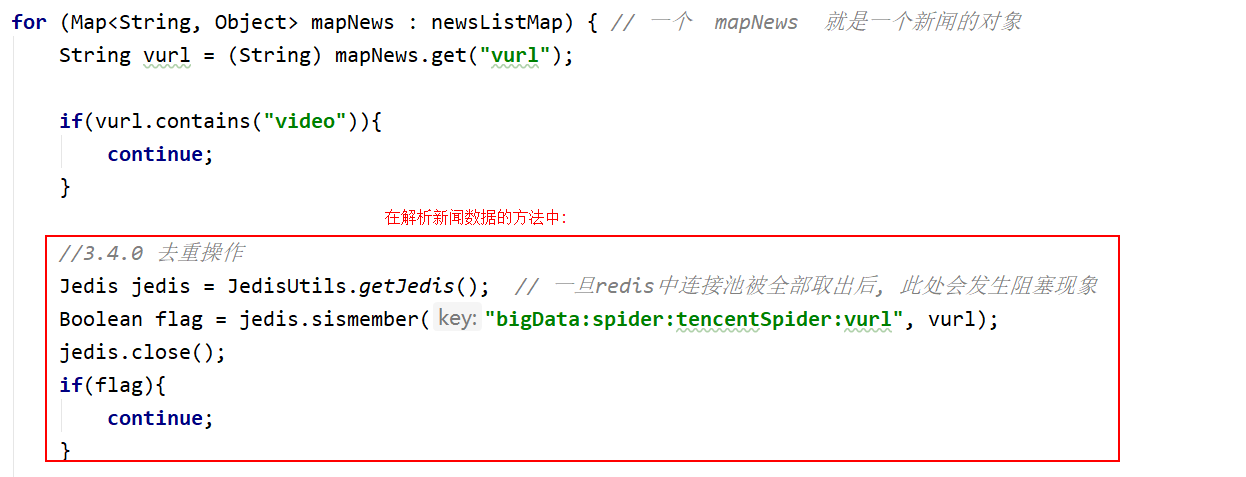 for (Map<String, Object> mapNews : newsListMap) { // 一个  mapNews  就是一个新闻的对象
    String vurl = (String) mapNews.get("vurl");
    if(vurl.contains("video")){
        continue;
    }
在解析新闻数据的方法中：
    //3.4.0 去重操作
    Jedis jedis = JedisUtils.getJedis();  // 一旦redis中连接池被全部取出后, 此处会发生阻塞现象
    Boolean flag = jedis.sismember( key: "bigData:spider:tencentSpider:vurl", vurl);
    jedis.close();
    if(flag){
        continue;
    }